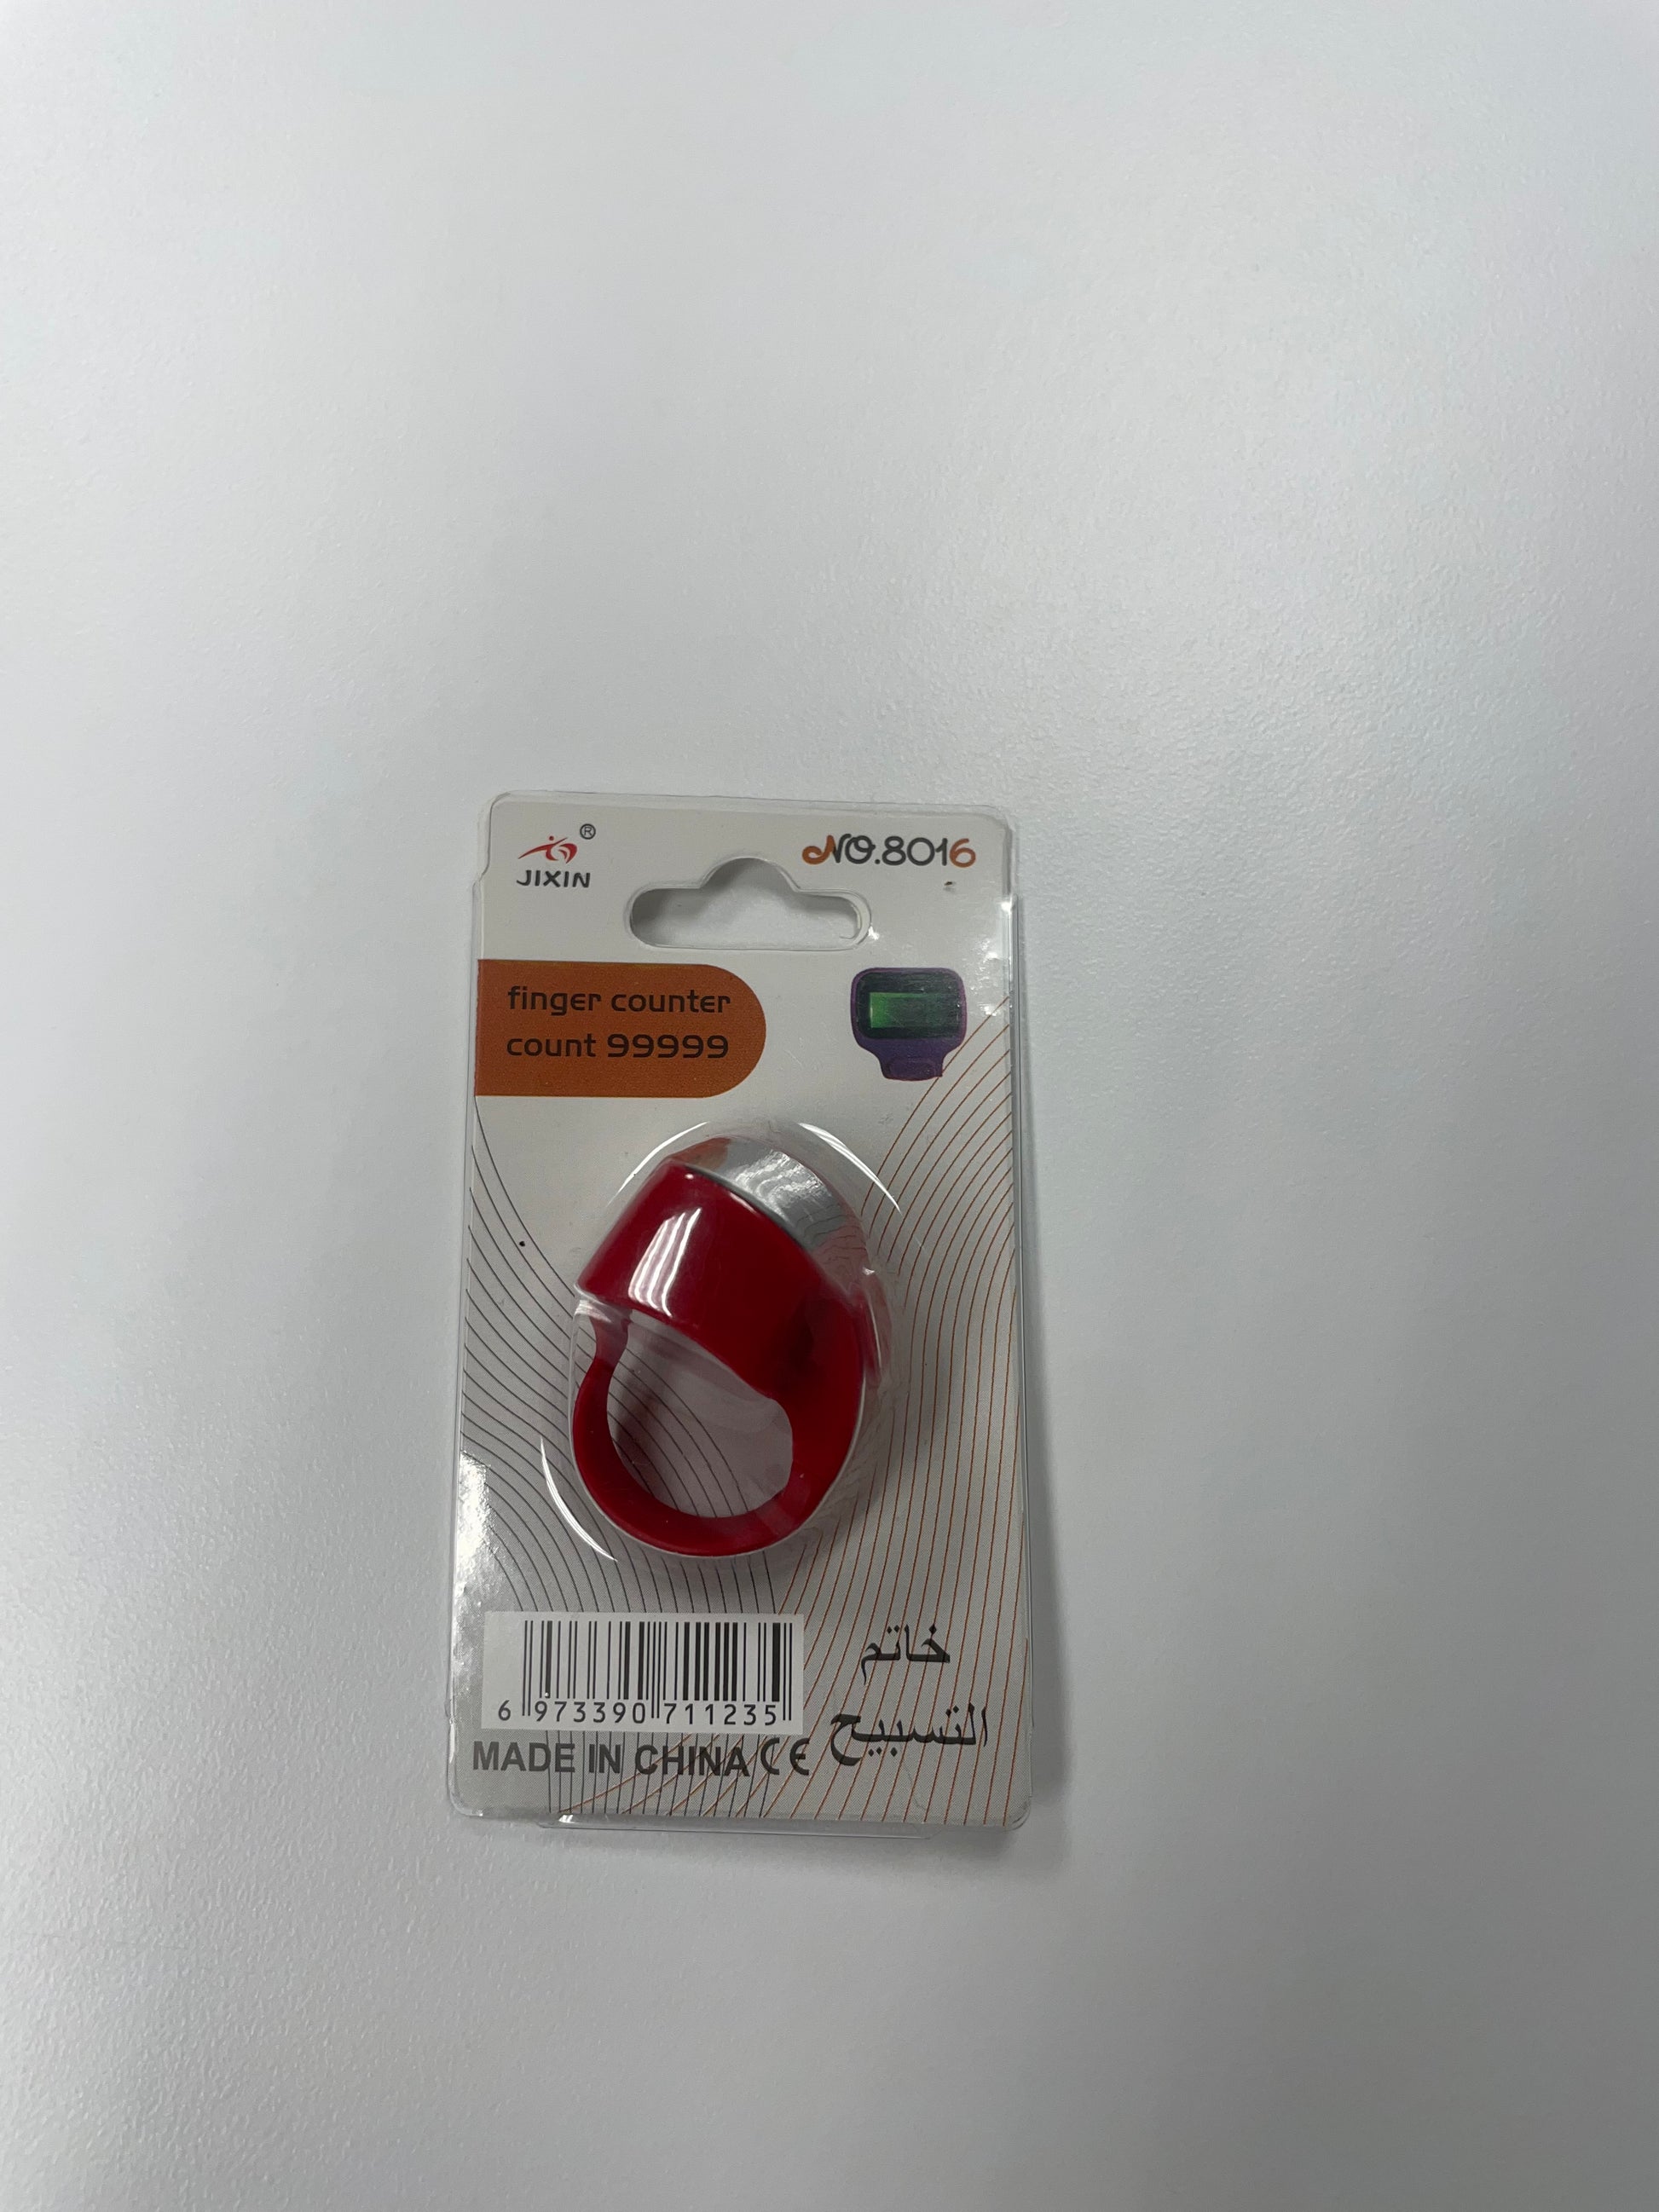 ® 
JIXIN
NO.8016
finger counter
count 99999
خاتم
التسبيح
6 973390 711235
MADE IN CHINA CE